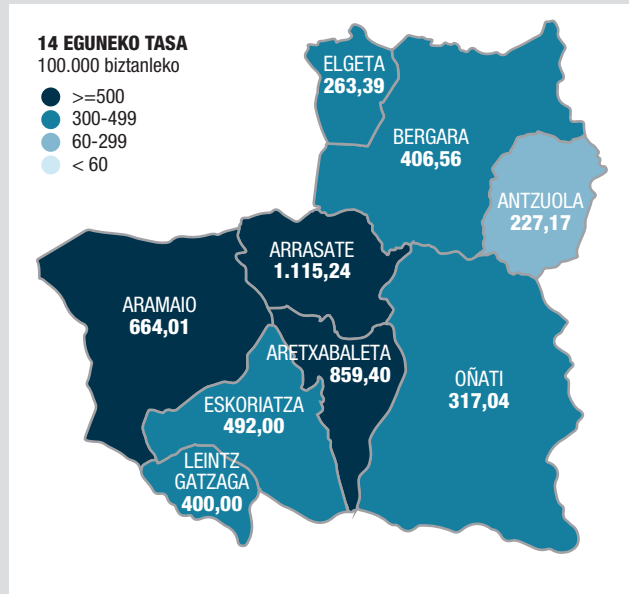 14 EGUNEKO TASA
100.000 biztanleko
>=500
300-499
60-299
< 60
ELGETA
263,39
BERGARA
406,56
ANTZUOLA
227,17
ARRASATE
1.115,24
ARAMAIO
664,01
ARETXABALETA
859,40
OÑATI
317,04
ESKORIATZA
492,00
LEINTZ
GATZAGA
400,00